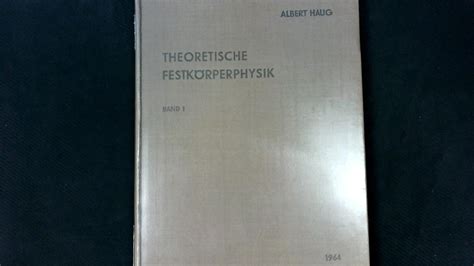 ALBERT HAUG
THEORETISCHE
FESTKÖRPERPHYSIK
BAND I
1964